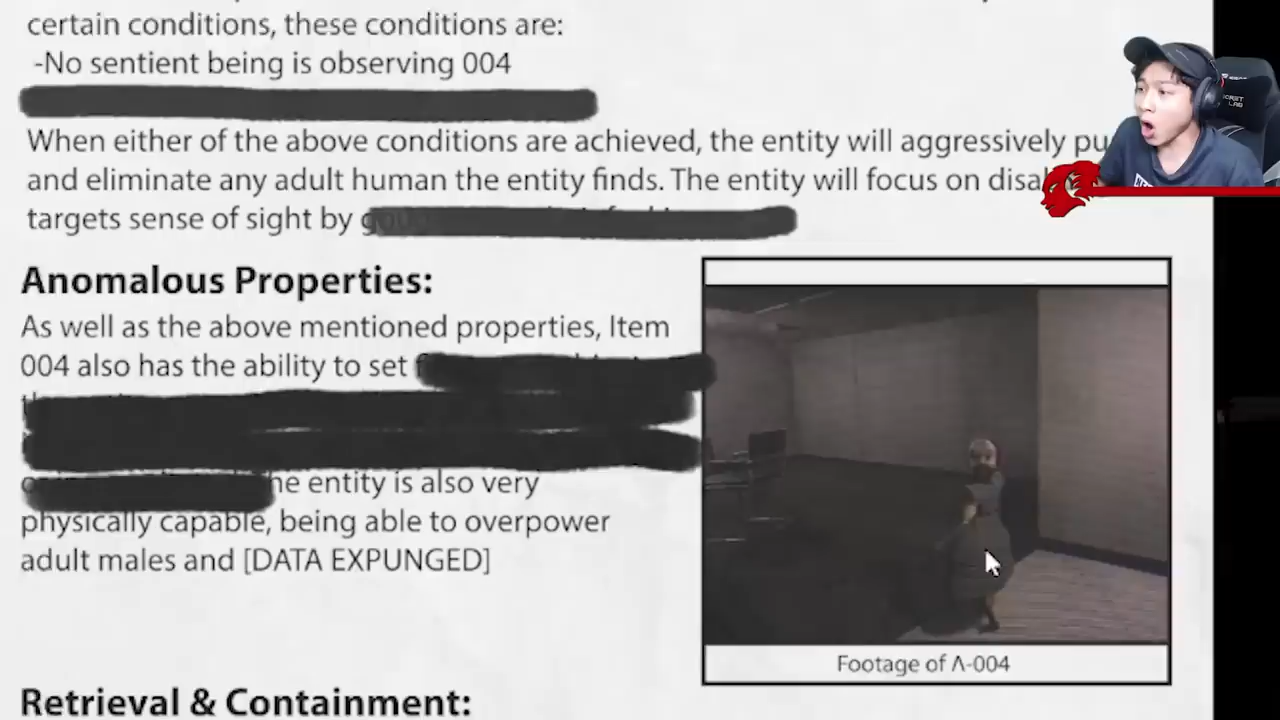 certain conditions, these conditions are:
-No sentient being is observing 004
When either of the above conditions are achieved, the entity will aggressively
and eliminate any adult human the entity finds. The entity will focus on
targets sense of sight by
Anomalous Properties:
As well as the above mentioned properties, Item
004 also has the ability to set
entity is also very
physically capable, being able to overpower
adult males and [DATA EXPUNGED]
Footage of Λ-004
Retrieval & Containment: